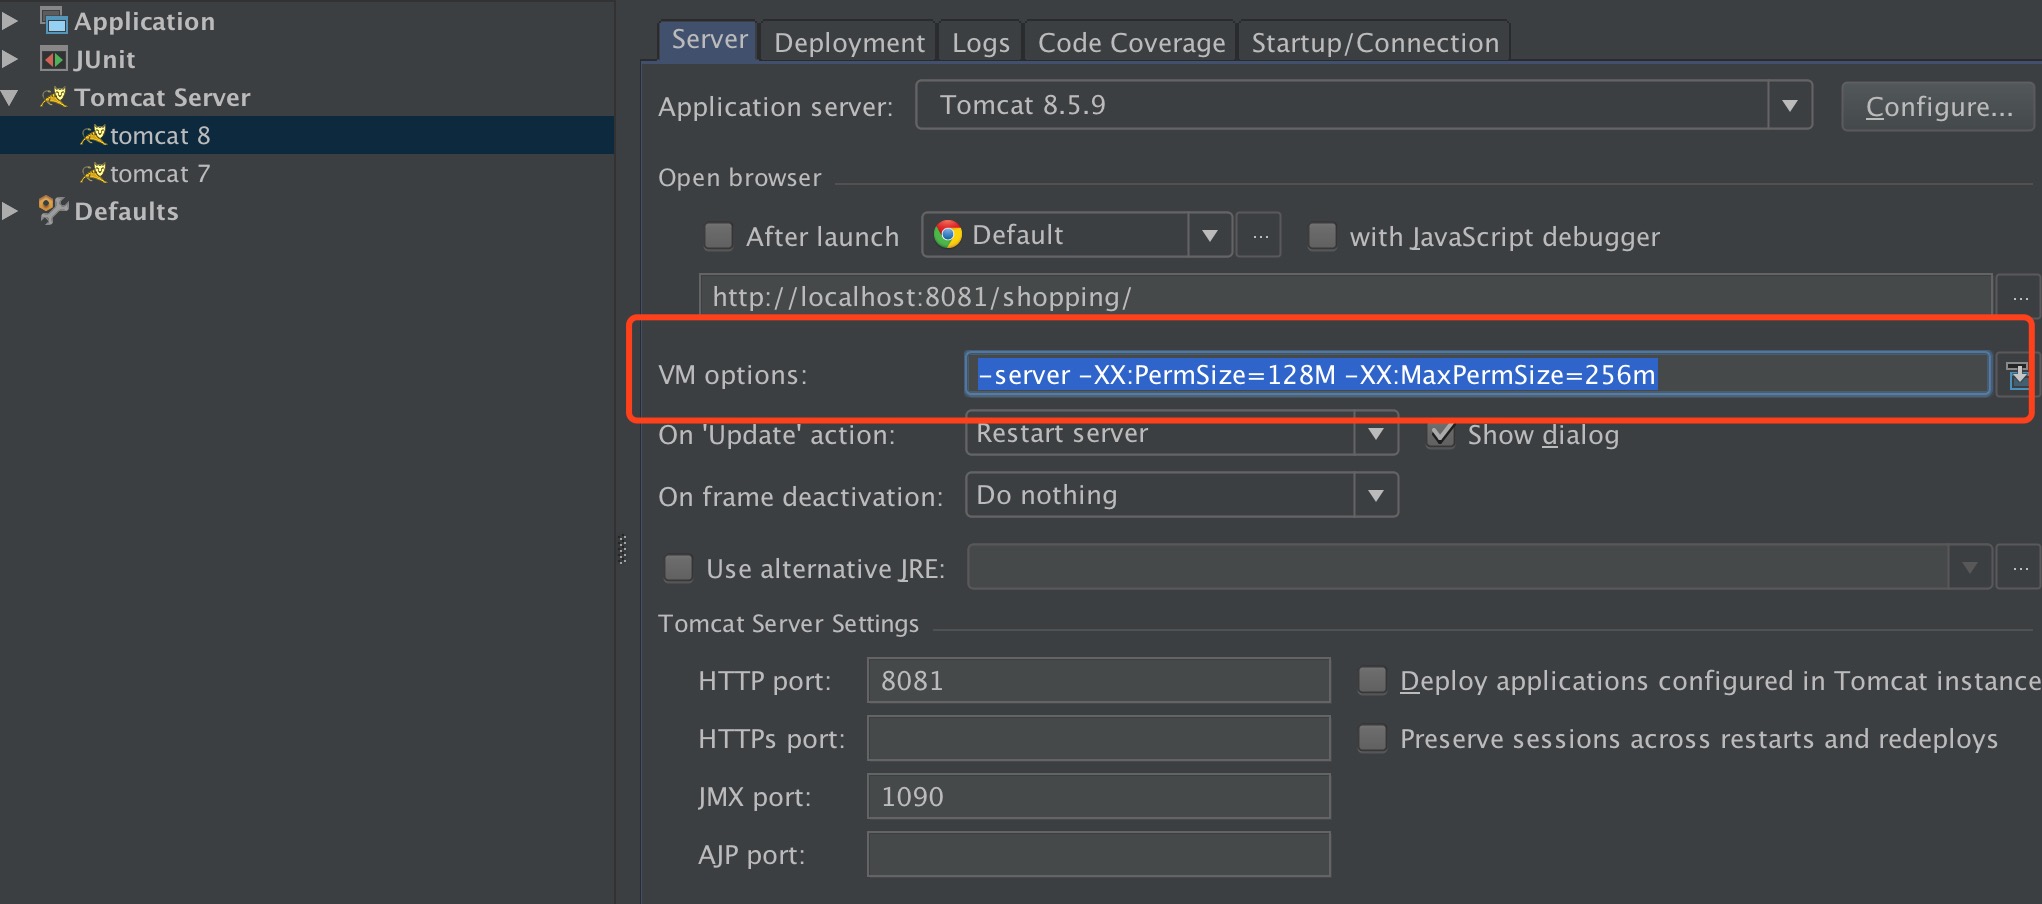 Application
JUnit
Tomcat Server
tomcat 8
tomcat 7
Defaults
Server Deployment Logs Code Coverage Startup/Connection
Application server: Tomcat 8.5.9 Configure...
Open browser
After launch Default ... with JavaScript debugger
http://localhost:8081/shopping/ ...
VM options: -server -XX:PermSize=128M -XX:MaxPermSize=256m
On 'Update' action: Restart server Show dialog
On frame deactivation: Do nothing
Use alternative JRE: ...
Tomcat Server Settings
HTTP port: 8081 Deploy applications configured in Tomcat instance
HTTPs port: Preserve sessions across restarts and redeploys
JMX port: 1090
AJP port: